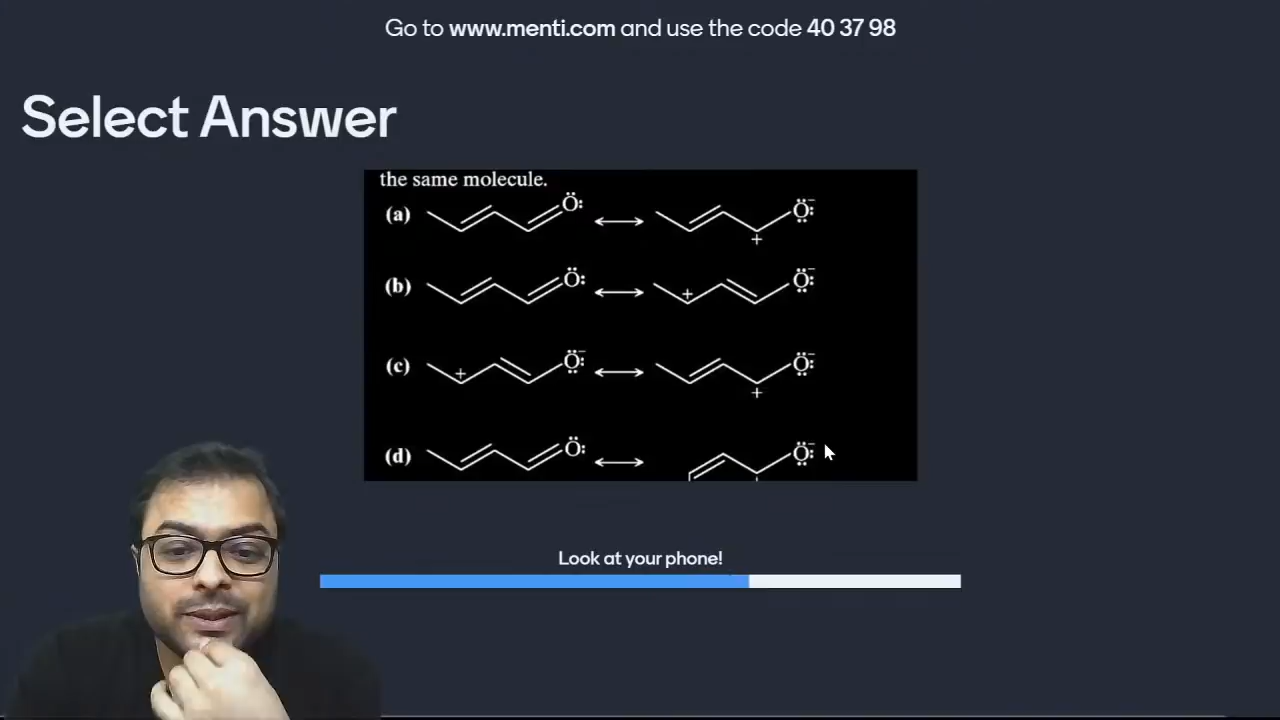 Go to www.menti.com and use the code 40 37 98
Select Answer
the same molecule.
(a) Ö: Ö:⁻ +
(b) Ö: + Ö:⁻
(c) + Ö:⁻ Ö:⁻ +
(d) Ö: Ö:⁻
Look at your phone!